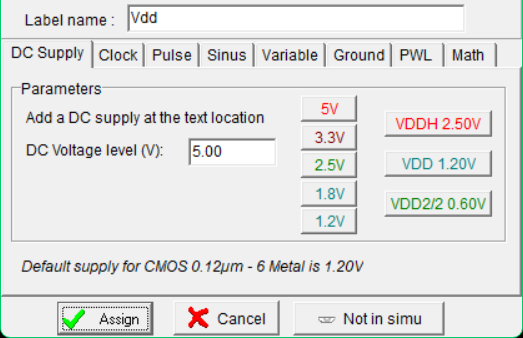 Label name : Vdd
DC Supply Clock Pulse Sinus Variable Ground PWL Math
Parameters
Add a DC supply at the text location
DC Voltage level (V): 5.00
5V
3.3V
2.5V
1.8V
1.2V
VDDH 2.50V
VDD 1.20V
VDD2/2 0.60V
Default supply for CMOS 0.12µm - 6 Metal is 1.20V
Assign Cancel Not in simu